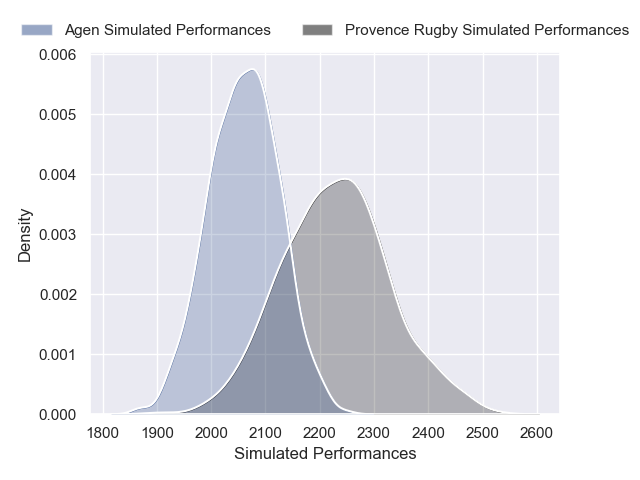 Agen Simulated Performances Provence Rugby Simulated Performances
0.006
0.005
0.004
0.003
0.002
0.001
0.000
Density
1800 1900 2000 2100 2200 2300 2400 2500 2600
Simulated Performances